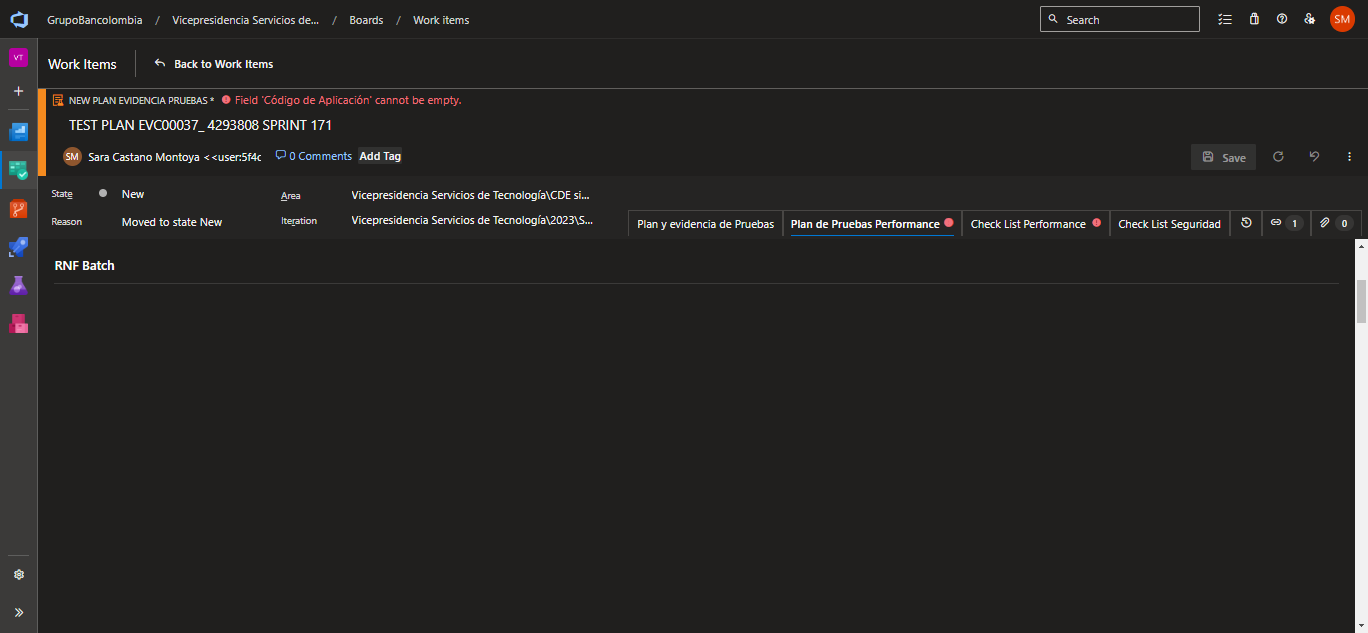 GrupoBancolombia / Vicepresidencia Servicios de... / Boards / Work items
Search
SM
VT
Work Items
Back to Work Items
NEW PLAN EVIDENCIA PRUEBAS * Field 'Código de Aplicación' cannot be empty.
TEST PLAN EVC00037_ 4293808 SPRINT 171
SM Sara Castano Montoya < <user:5f4c
0 Comments
Add Tag
Save
State New
Area Vicepresidencia Servicios de Tecnología\CDE si...
Reason Moved to state New
Iteration Vicepresidencia Servicios de Tecnología\2023\S...
Plan y evidencia de Pruebas
Plan de Pruebas Performance
Check List Performance
Check List Seguridad
1
0
RNF Batch